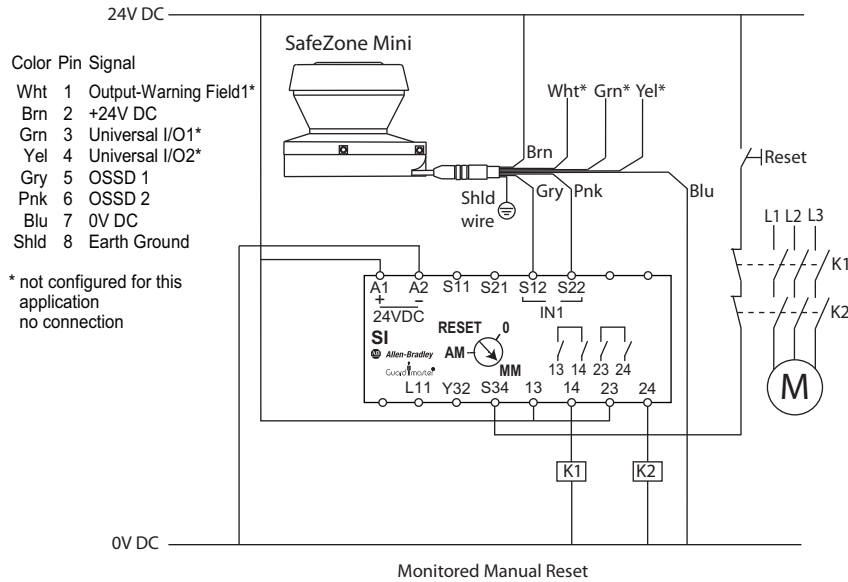 24V DC
SafeZone Mini
Color Pin Signal
Wht 1 Output-Warning Field1*
Brn 2 +24V DC
Grn 3 Universal I/O1*
Yel 4 Universal I/O2*
Gry 5 OSSD 1
Pnk 6 OSSD 2
Blu 7 0V DC
Shld 8 Earth Ground
* not configured for this
application
no connection
Wht* Grn* Yel*
Brn
Reset
Shld
wire
Gry Pnk
Blu
L1 L2 L3
K1
K2
M
A1 A2 S11 S21 S12 S22
+ –
24VDC
IN1
SI
RESET 0
AM
MM
AB Allen-Bradley
Guardmaster
13 14 23 24
L11 Y32 S34 13 14 23 24
K1 K2
0V DC
Monitored Manual Reset